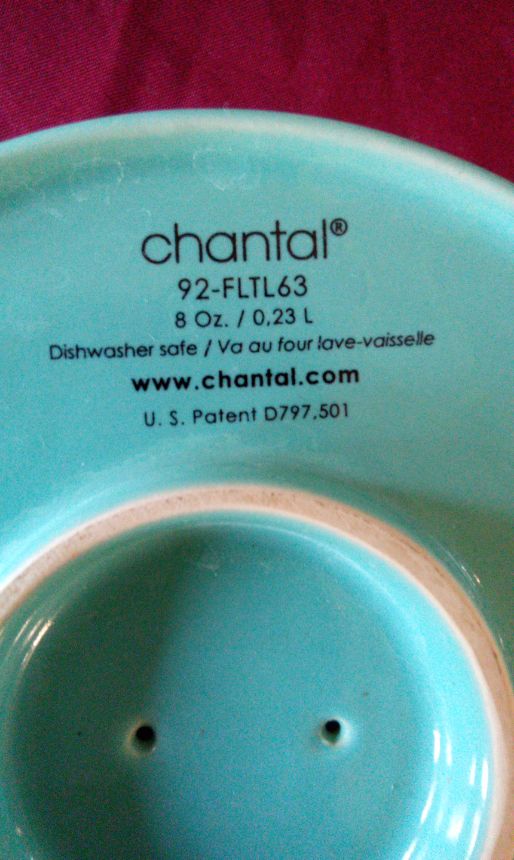 chantal®
92-FLTL63
8 Oz. / 0,23 L
Dishwasher safe / Va au four lave-vaisselle
www.chantal.com
U. S. Patent D797,501